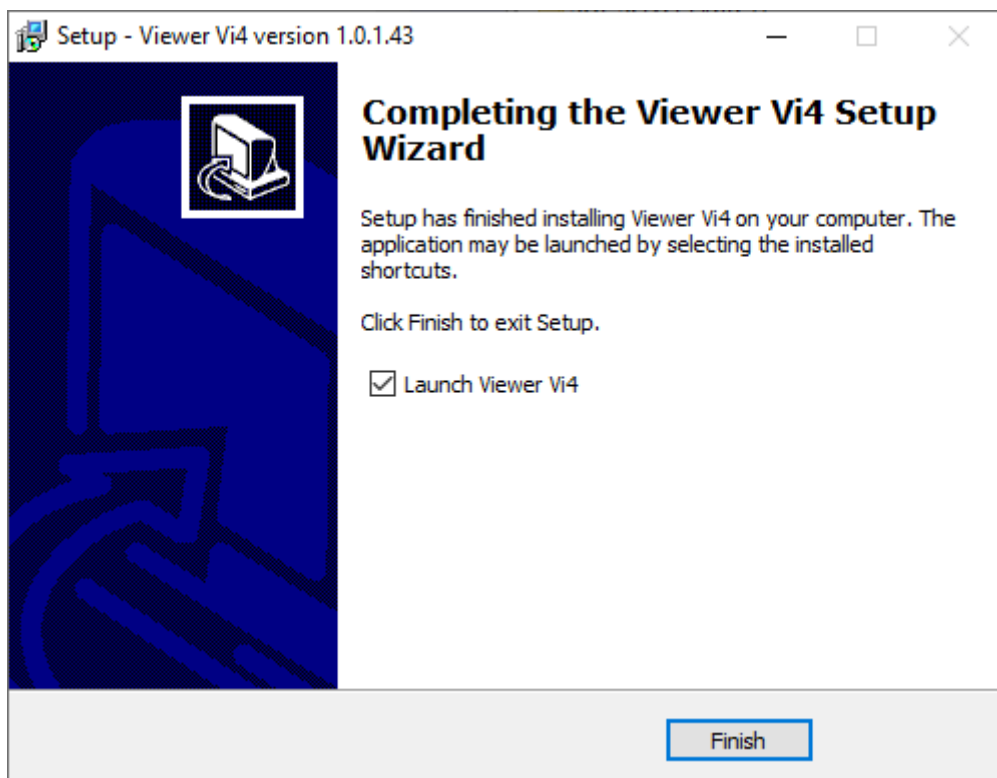 Setup - Viewer Vi4 version 1.0.1.43
Completing the Viewer Vi4 Setup
Wizard
Setup has finished installing Viewer Vi4 on your computer. The
application may be launched by selecting the installed
shortcuts.
Click Finish to exit Setup.
Launch Viewer Vi4
Finish